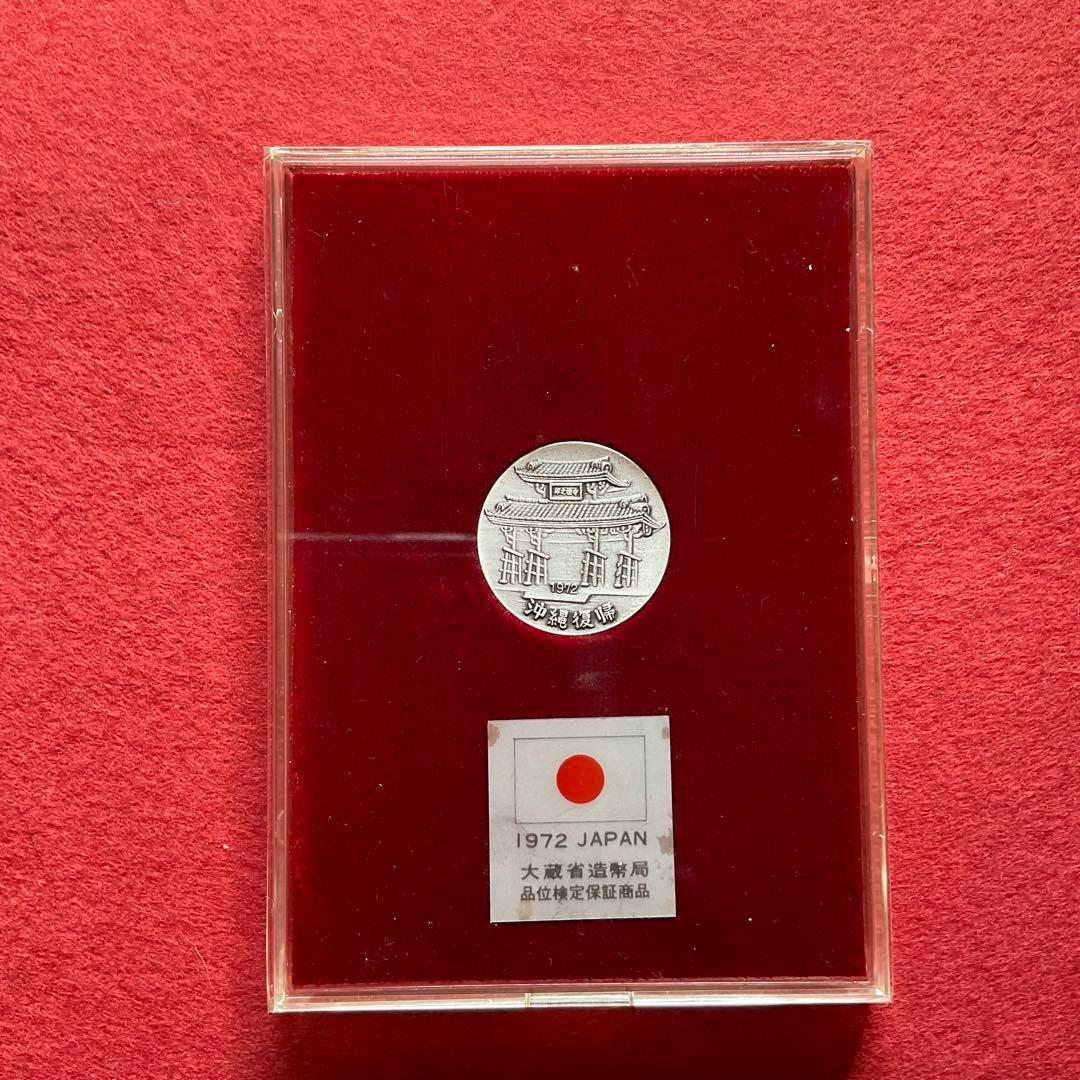 守禮之邦
1972
沖縄復帰
1972 JAPAN
大蔵省造幣局
品位検定保証商品